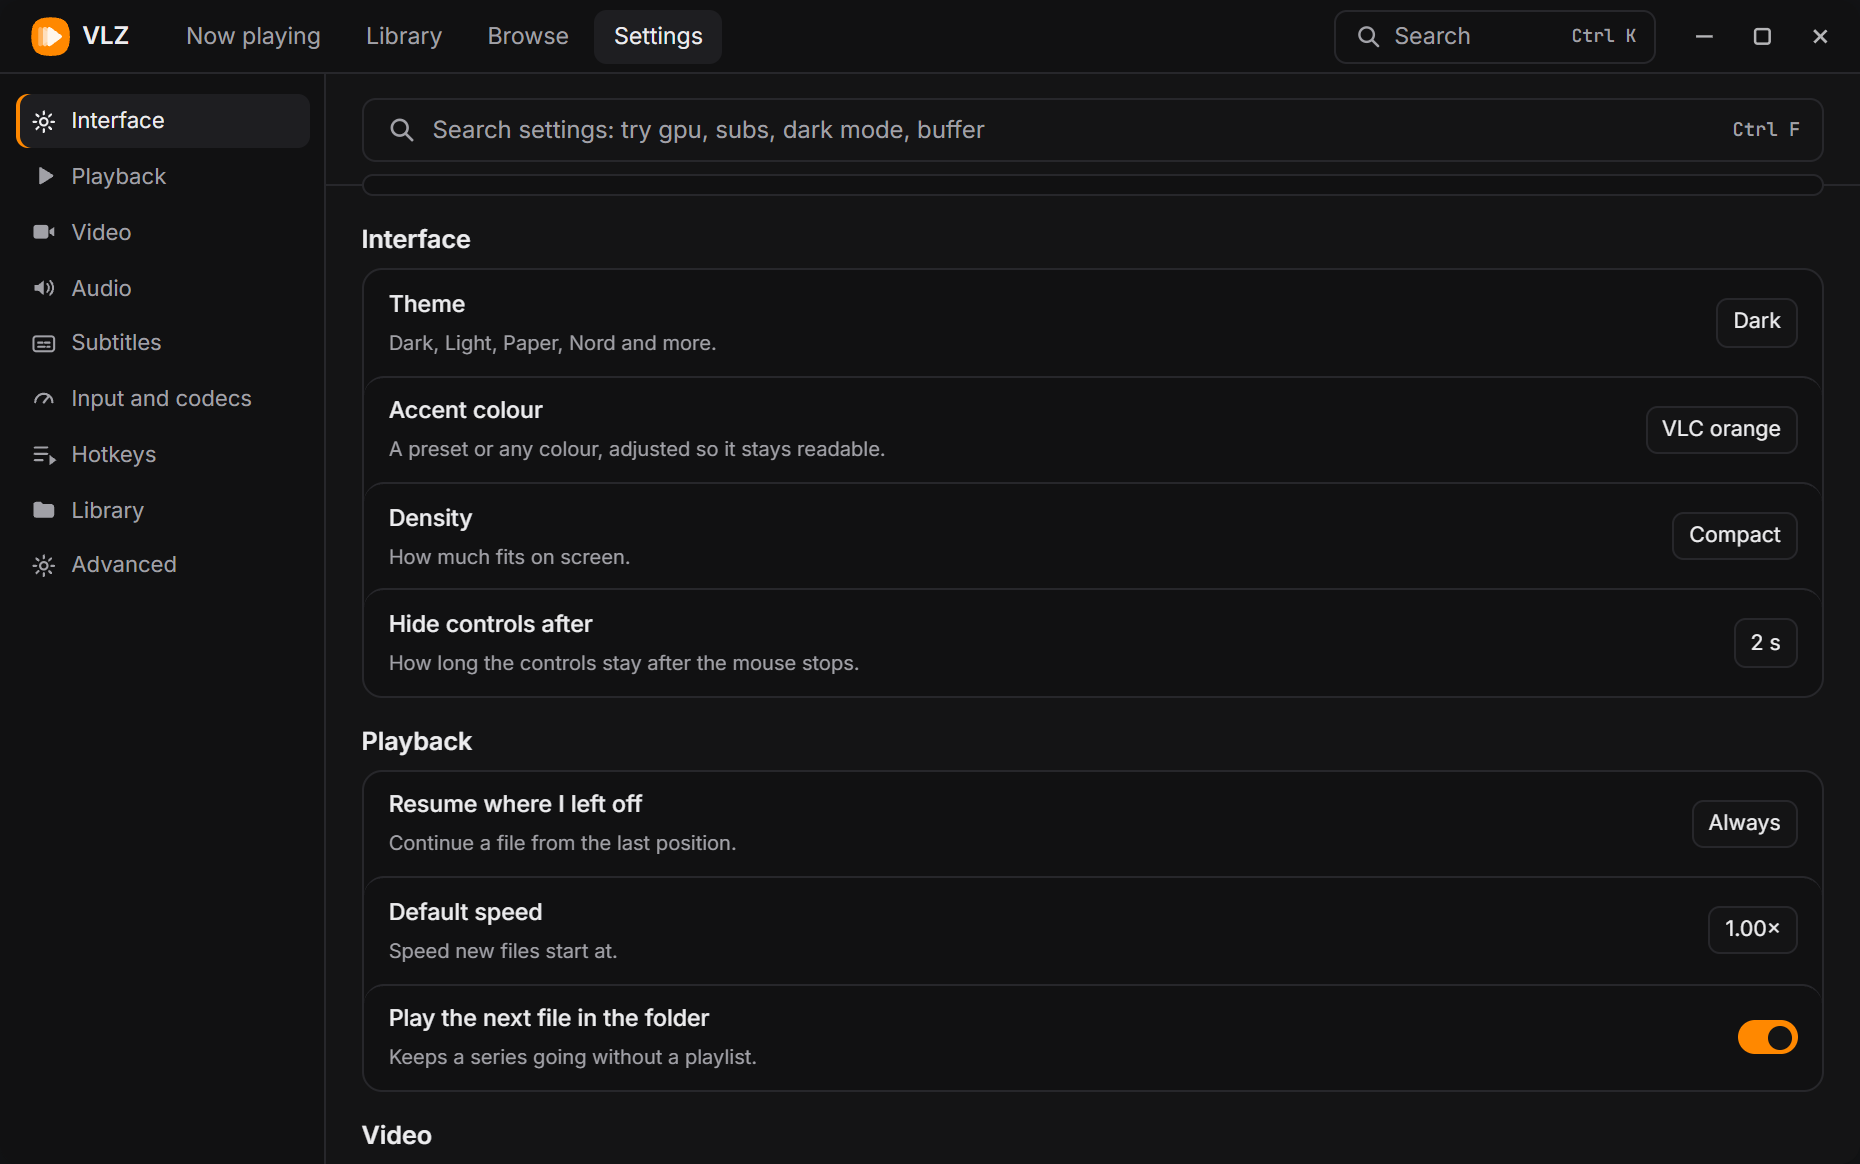 VLZ
Now playing
Library
Browse
Settings
Search
Ctrl K
Interface
Playback
Video
Audio
Subtitles
Input and codecs
Hotkeys
Library
Advanced
Search settings: try gpu, subs, dark mode, buffer
Ctrl F
Interface
Theme
Dark, Light, Paper, Nord and more.
Dark
Accent colour
A preset or any colour, adjusted so it stays readable.
VLC orange
Density
How much fits on screen.
Compact
Hide controls after
How long the controls stay after the mouse stops.
2 s
Playback
Resume where I left off
Continue a file from the last position.
Always
Default speed
Speed new files start at.
1.00×
Play the next file in the folder
Keeps a series going without a playlist.
Video